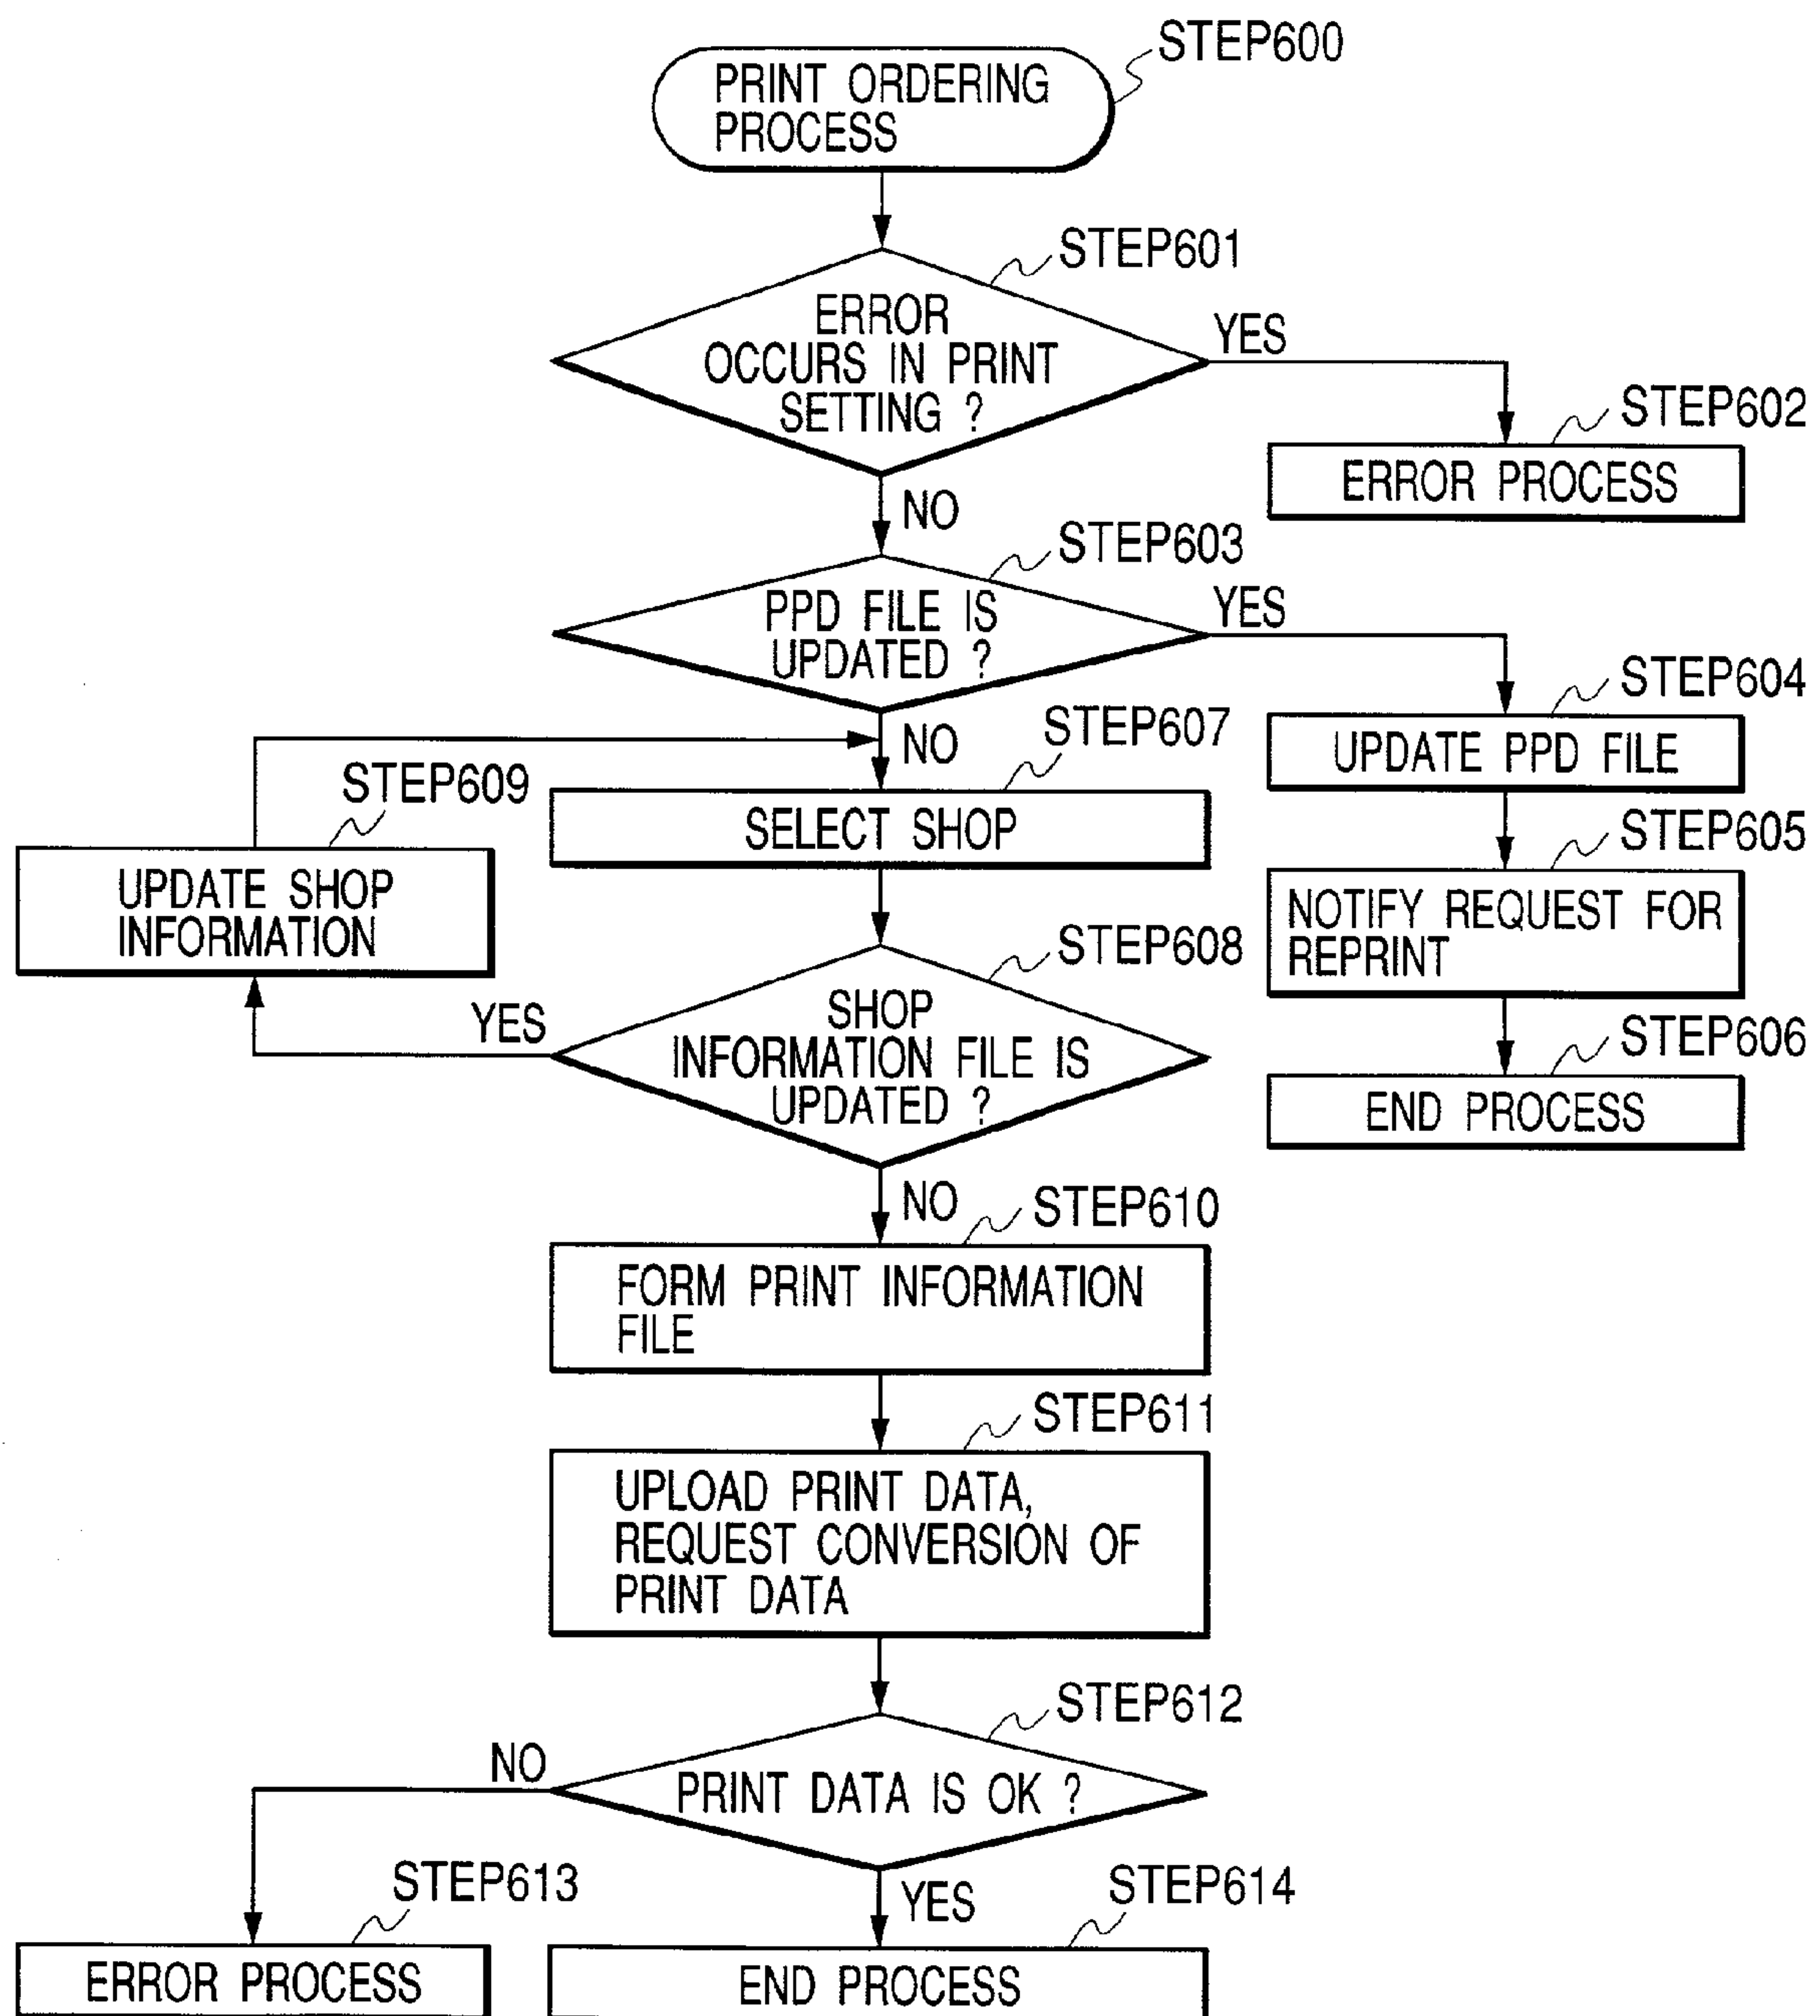 STEP600
PRINT ORDERING
PROCESS
STEP601
ERROR
OCCURS IN PRINT
SETTING ?
YES
STEP602
ERROR PROCESS
NO
STEP603
PPD FILE IS
UPDATED ?
YES
STEP604
UPDATE PPD FILE
NO
STEP607
SELECT SHOP
STEP609
UPDATE SHOP
INFORMATION
STEP605
NOTIFY REQUEST FOR
REPRINT
STEP608
SHOP
INFORMATION FILE IS
UPDATED ?
YES
STEP606
END PROCESS
NO
STEP610
FORM PRINT INFORMATION
FILE
STEP611
UPLOAD PRINT DATA,
REQUEST CONVERSION OF
PRINT DATA
STEP612
PRINT DATA IS OK ?
NO
STEP613
ERROR PROCESS
YES
STEP614
END PROCESS